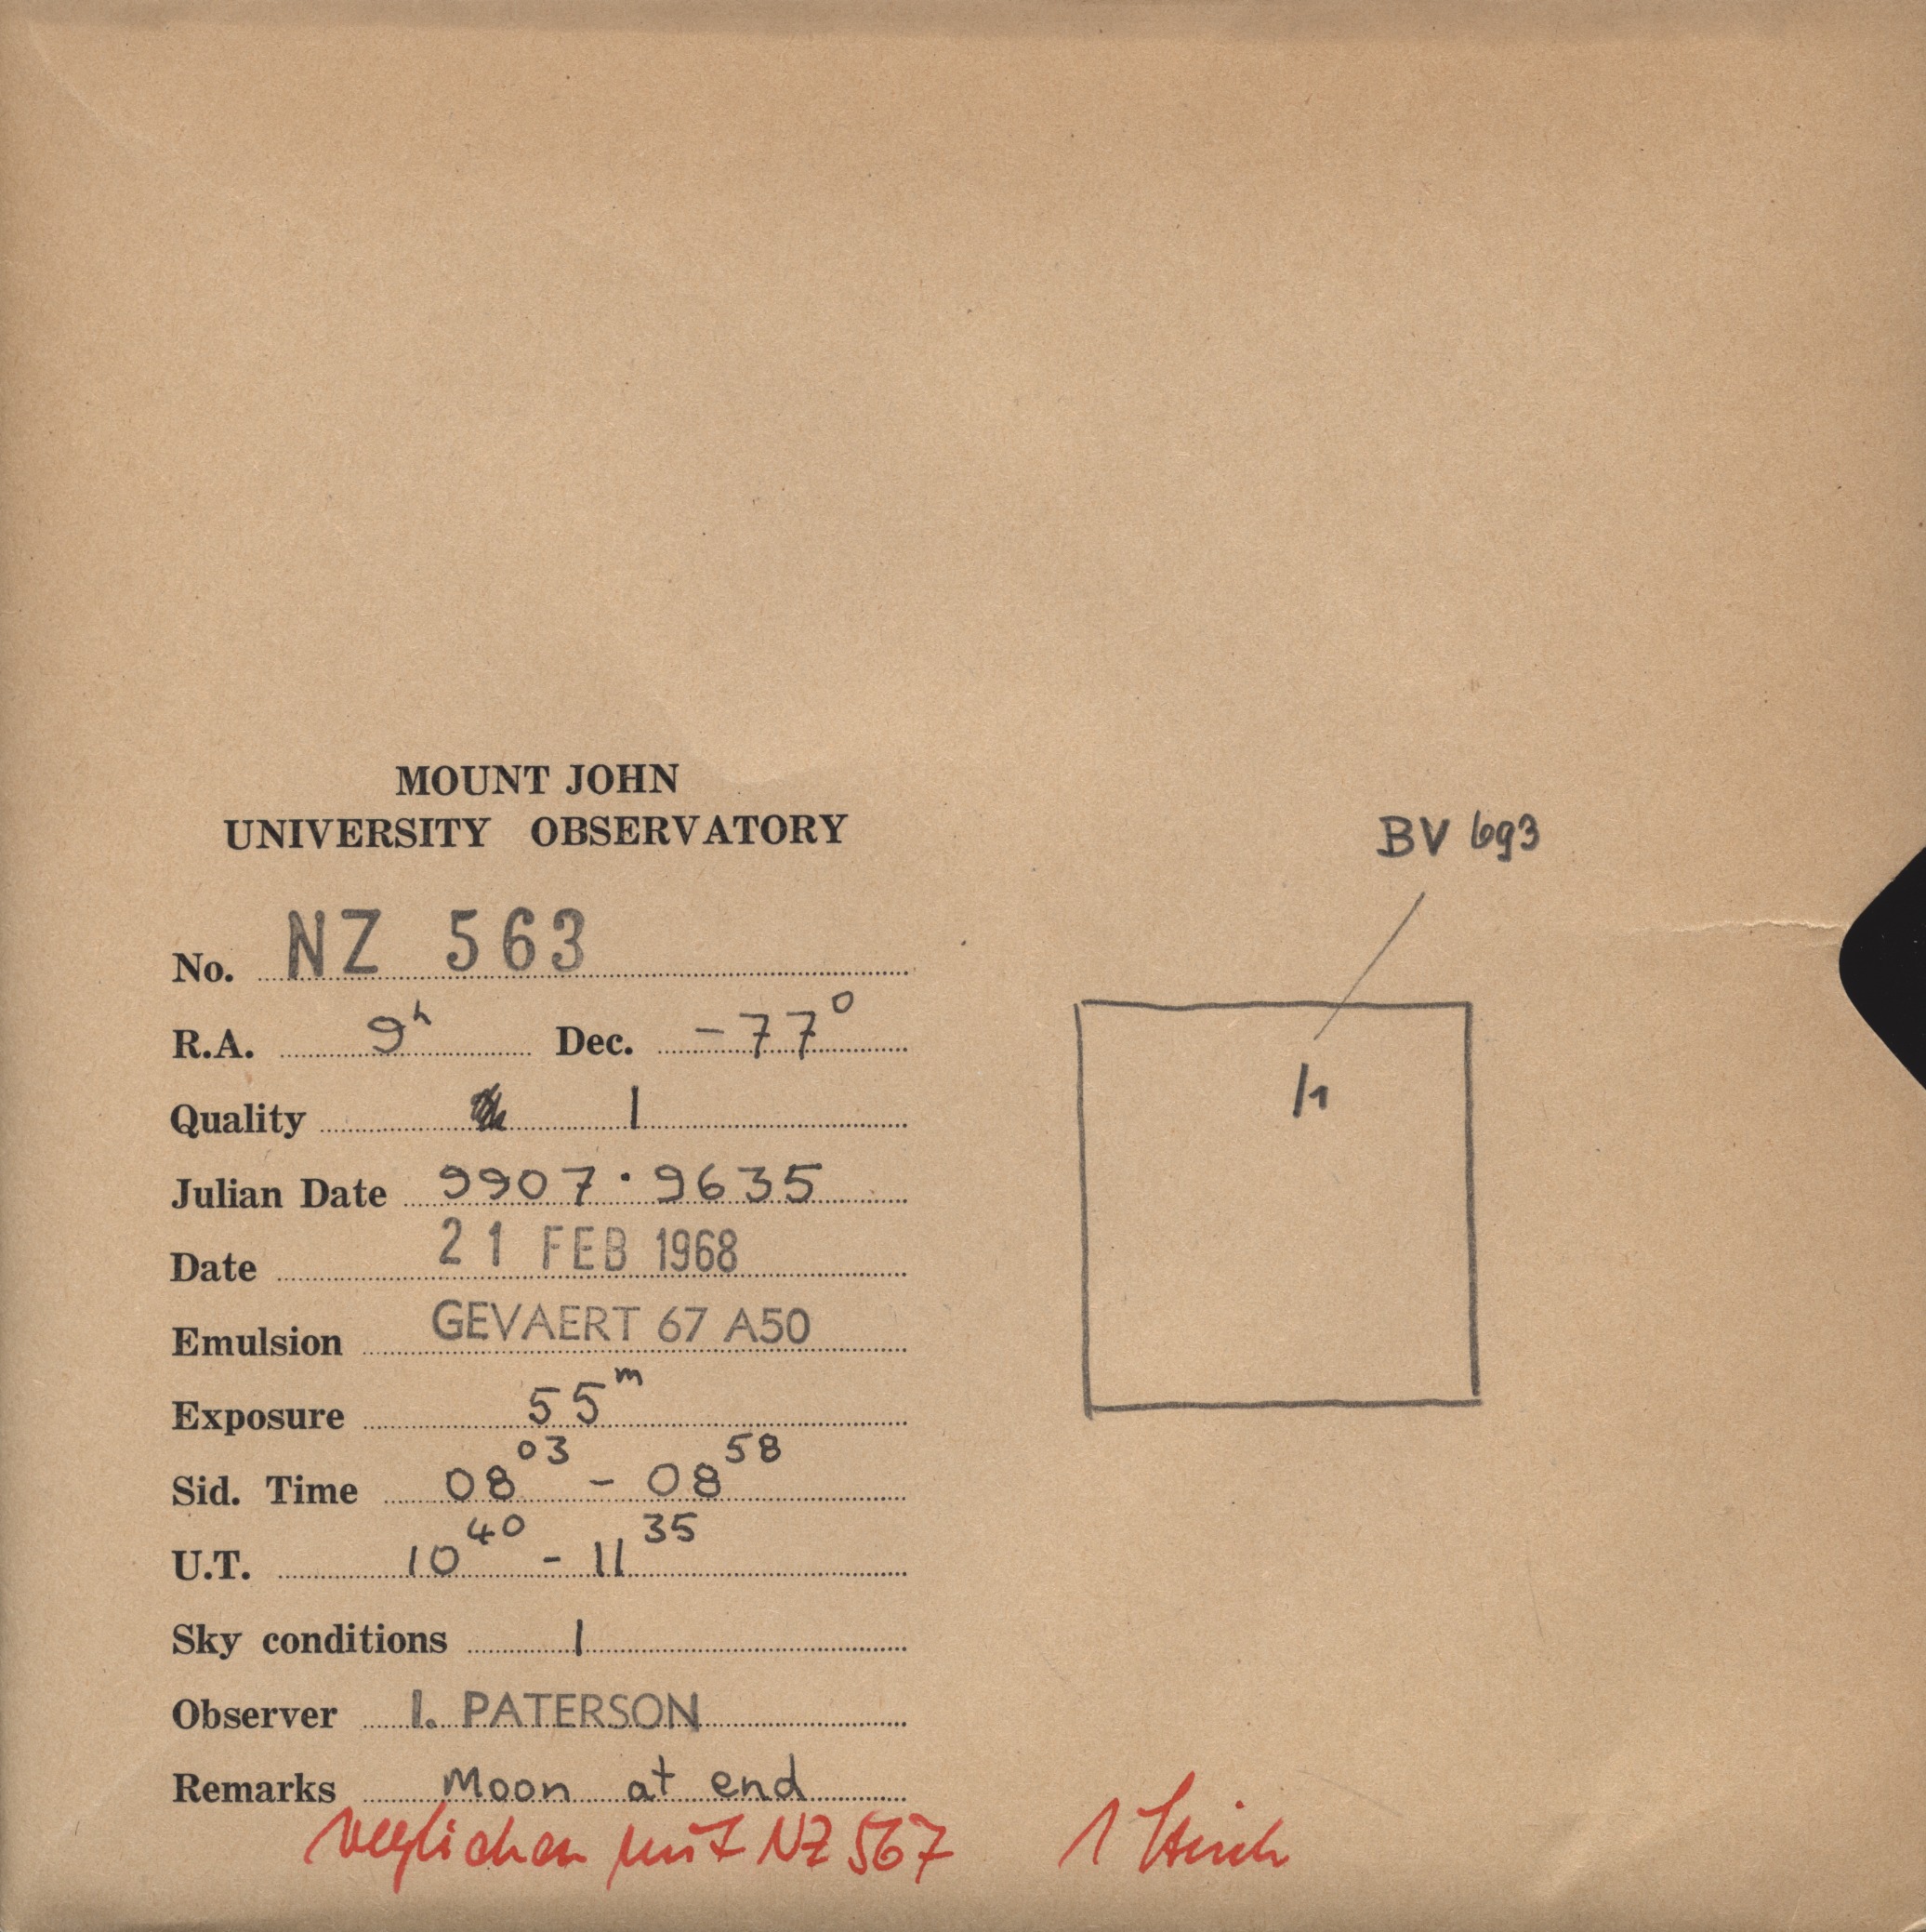 MOUNT JOHN
UNIVERSITY OBSERVATORY
No. NZ 563
R.A. 9h Dec. -77°
Quality 1
Julian Date 9907.9635
Date 21 FEB 1968
Emulsion GEVAERT 67 A50
Exposure 55m
Sid. Time 08 03 - 08 58
U.T. 10 40 - 11 35
Sky conditions 1
Observer I. PATERSON
Remarks Moon at end
verglichen mit NZ 567
1 Strich
BV 693
/1